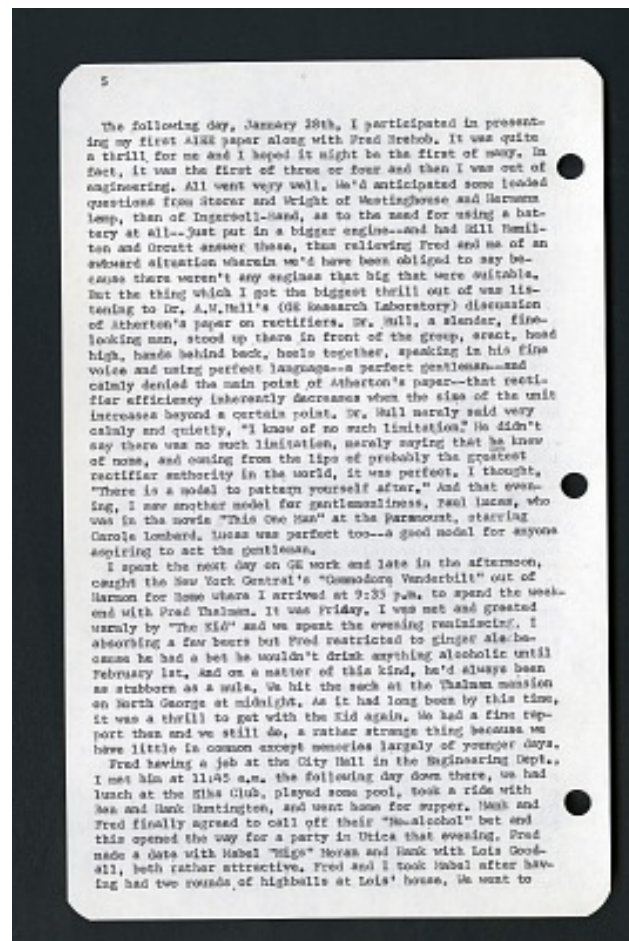 5
The following day, January 28th, I participated in present-
ing my first AIEE paper along with Fred Brehob. It was quite
a thrill for me and I hoped it might be the first of many. In
fact, it was the first of three or four and then I was out of
engineering. All went very well. We'd anticipated some loaded
questions from Storer and Wright of Westinghouse and Hermann
Lemp, then of Ingersoll-Rand, as to the need for using a bat-
tery at all--just put in a bigger engine--and had Bill Hamil-
ton and Orcutt answer these, thus relieving Fred and me of an
awkward situation wherein we'd have been obliged to say be-
cause there weren't any engines that big that were suitable.
But the thing which I got the biggest thrill out of was lis-
tening to Dr. A.W.Hull's (GE Research Laboratory) discussion
of Atherton's paper on rectifiers. Dr. Hull, a slender, fine-
looking man, stood up there in front of the group, erect, head
high, hands behind back, heels together, speaking in his fine
voice and using perfect language--a perfect gentleman--and
calmly denied the main point of Atherton's paper--that recti-
fier efficiency inherently decreases when the size of the unit
increases beyond a certain point. Dr. Hull merely said very
calmly and quietly, "I know of no such limitation." He didn't
say there was no such limitation, merely saying that he knew
of none, and coming from the lips of probably the greatest
rectifier authority in the world, it was perfect. I thought,
"There is a model to pattern yourself after." And that even-
ing, I saw another model for gentlemanliness, Paul Lucas, who
was in the movie "This One Man" at the Paramount, starring
Carole Lombard. Lucas was perfect too--a good model for anyone
aspiring to act the gentleman.
I spent the next day on GE work and late in the afternoon,
caught the New York Central's "Commodore Vanderbilt" out of
Harmon for Rome where I arrived at 9:35 p.m. to spend the week-
end with Fred Thalman. It was Friday. I was met and greeted
warmly by "The Kid" and we spent the evening reminiscing, I
absorbing a few beers but Fred restricted to ginger ale be-
cause he had a bet he wouldn't drink anything alcoholic until
February 1st. And on a matter of this kind, he'd always been
as stubborn as a mule. We hit the sack at the Thalman mansion
on North George at midnight. As it had long been by this time,
it was a thrill to get with the Kid again. We had a fine rap-
port then and we still do, a rather strange thing because we
have little in common except memories largely of younger days.
Fred having a job at the City Hall in the Engineering Dept.,
I met him at 11:45 a.m. the following day down there, we had
lunch at the Elks Club, played some pool, took a ride with
Bea and Hank Huntington, and went home for supper. Hank and
Fred finally agreed to call off their "No-alcohol" bet and
this opened the way for a party in Utica that evening. Fred
made a date with Mabel "Migs" Moran and Hank with Lois Good-
all, both rather attractive. Fred and I took Mabel after hav-
ing had two rounds of highballs at Lois' house. We went to